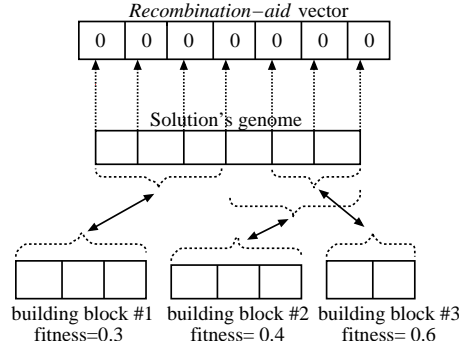 Recombination-aid vector
0 0 0 0 0 0 0
Solution's genome
building block #1 building block #2 building block #3
fitness=0.3 fitness= 0.4 fitness= 0.6